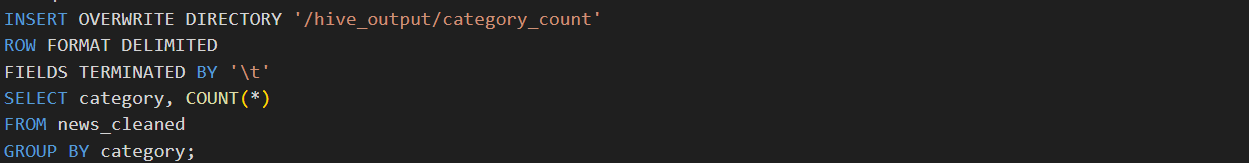 INSERT OVERWRITE DIRECTORY '/hive_output/category_count'
ROW FORMAT DELIMITED
FIELDS TERMINATED BY '\t'
SELECT category, COUNT(*)
FROM news_cleaned
GROUP BY category;